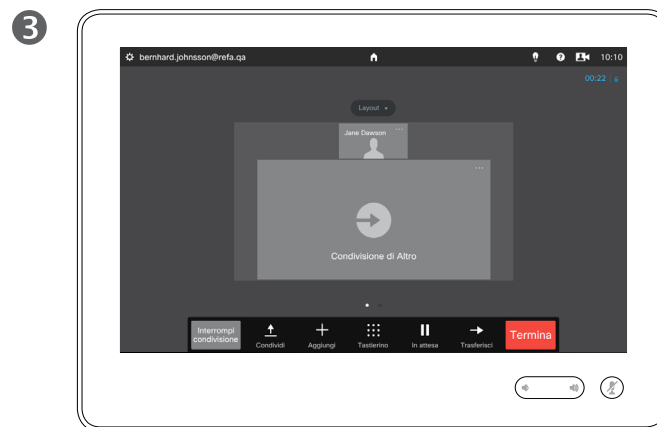 3
bernhard.johnsson@refa.qa
10:10
00:22
Layout
Jane Dawson
Condivisione di Altro
Interrompi
condivisione
Condividi
Aggiungi
Tastierino
In attesa
Trasferisci
Termina